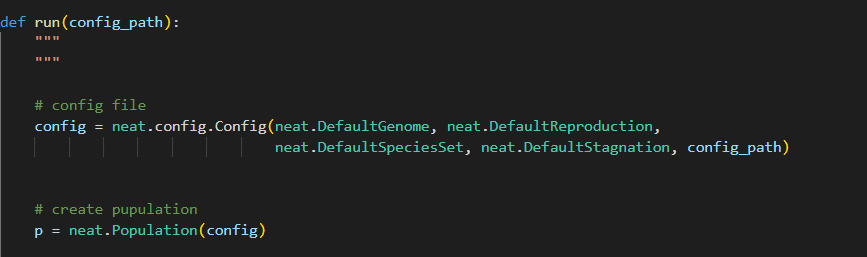 def run(config_path):
"""
"""
# config file
config = neat.config.Config(neat.DefaultGenome, neat.DefaultReproduction,
neat.DefaultSpeciesSet, neat.DefaultStagnation, config_path)
# create pupulation
p = neat.Population(config)